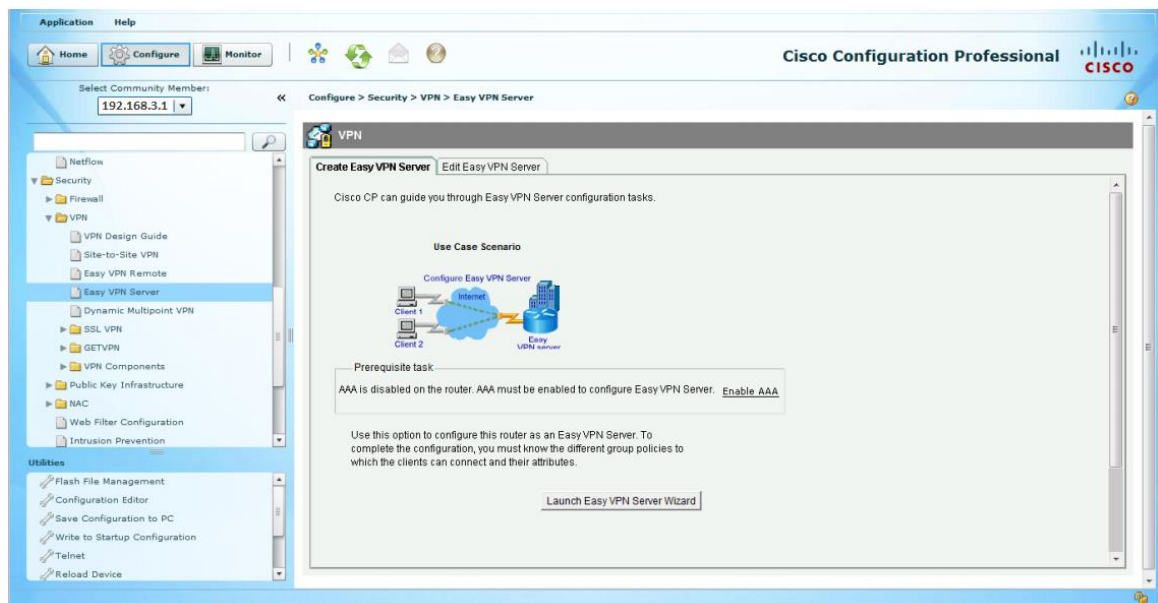 Application Help
Home Configure Monitor
Cisco Configuration Professional
CISCO
Select Community Member:
192.168.3.1
Configure > Security > VPN > Easy VPN Server
Netflow
Security
Firewall
VPN
VPN Design Guide
Site-to-Site VPN
Easy VPN Remote
Easy VPN Server
Dynamic Multipoint VPN
SSL VPN
GETVPN
VPN Components
Public Key Infrastructure
NAC
Web Filter Configuration
Intrusion Prevention
Utilities
Flash File Management
Configuration Editor
Save Configuration to PC
Write to Startup Configuration
Telnet
Reload Device
VPN
Create Easy VPN Server Edit Easy VPN Server
Cisco CP can guide you through Easy VPN Server configuration tasks.
Use Case Scenario
Configure Easy VPN Server
Internet
Client 1
Client 2
Easy
VPN server
Prerequisite task
AAA is disabled on the router. AAA must be enabled to configure Easy VPN Server. Enable AAA
Use this option to configure this router as an Easy VPN Server. To
complete the configuration, you must know the different group policies to
which the clients can connect and their attributes.
Launch Easy VPN Server Wizard